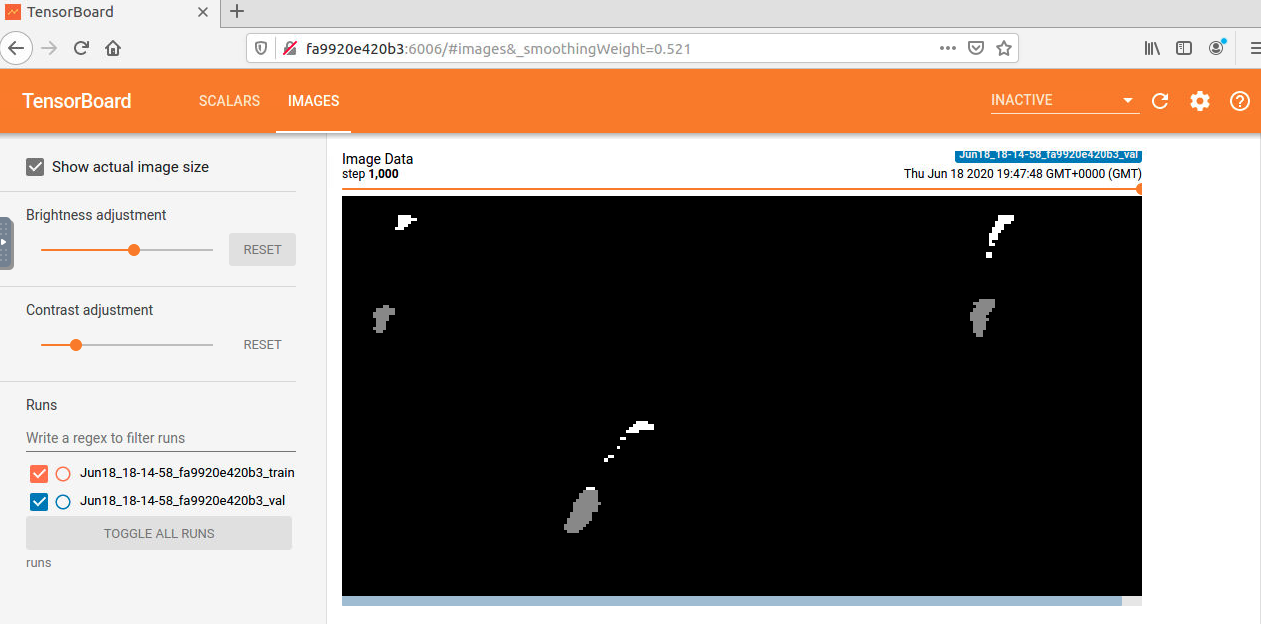 TensorBoard
fa9920e420b3:6006/#images&_smoothingWeight=0.521
TensorBoard SCALARS IMAGES INACTIVE
Show actual image size
Brightness adjustment
RESET
Contrast adjustment
RESET
Runs
Write a regex to filter runs
Jun18_18-14-58_fa9920e420b3_train
Jun18_18-14-58_fa9920e420b3_val
TOGGLE ALL RUNS
runs
Image Data Jun18_18-14-58_fa9920e420b3_val
step 1,000 Thu Jun 18 2020 19:47:48 GMT+0000 (GMT)